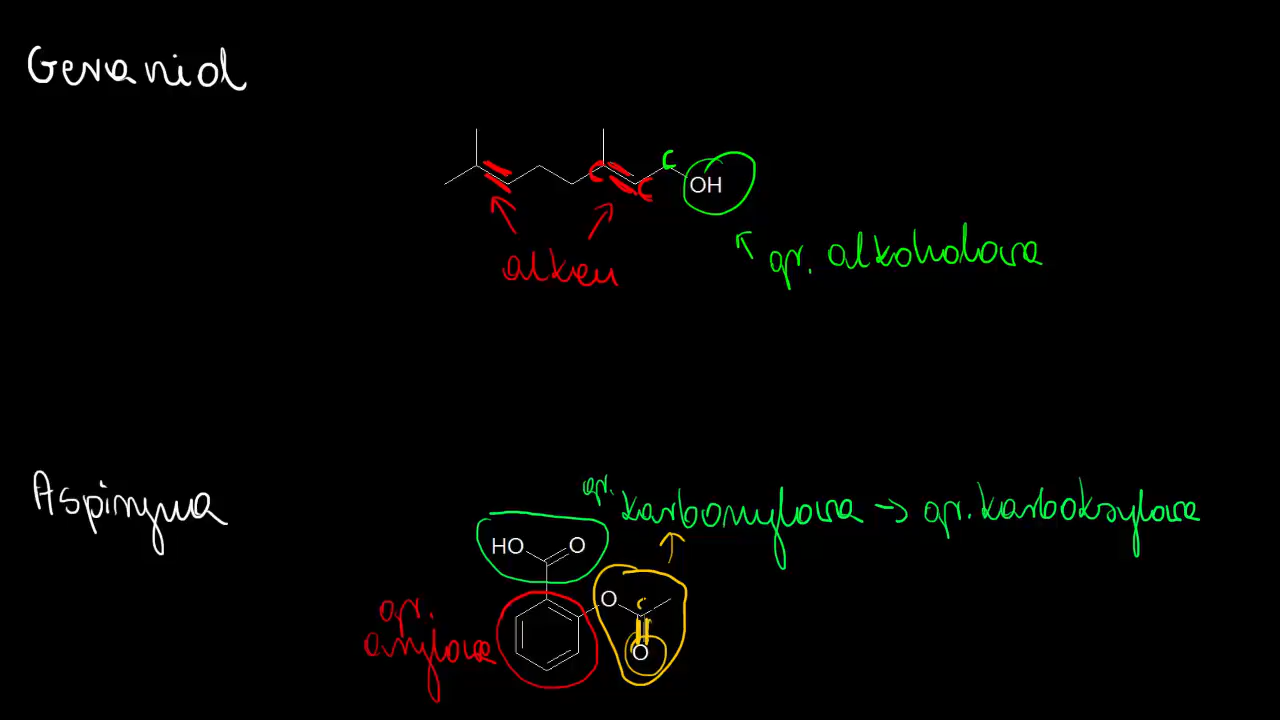 Geraniol
C
C
C
OH
alken
gr. alkoholowa
Aspiryna
gr. karbonylowa → gr. karboksylowa
HO
O
O
C
O
gr.
arylowa